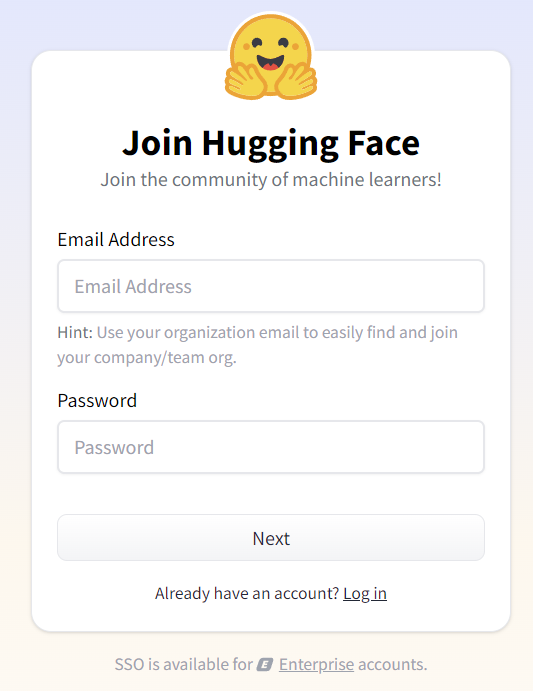 Join Hugging Face
Join the community of machine learners!
Email Address
Email Address
Hint: Use your organization email to easily find and join
your company/team org.
Password
Password
Next
Already have an account? Log in
SSO is available for E Enterprise accounts.